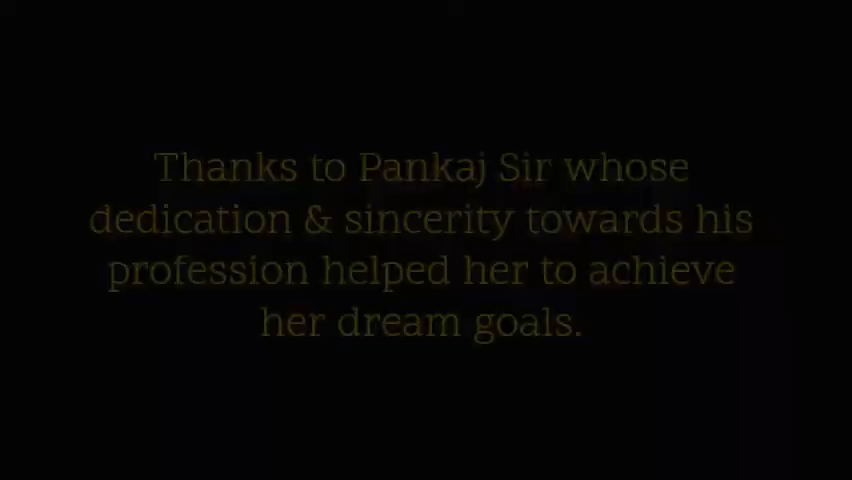 Thanks to Pankaj Sir whose
dedication & sincerity towards his
profession helped her to achieve
her dream goals.